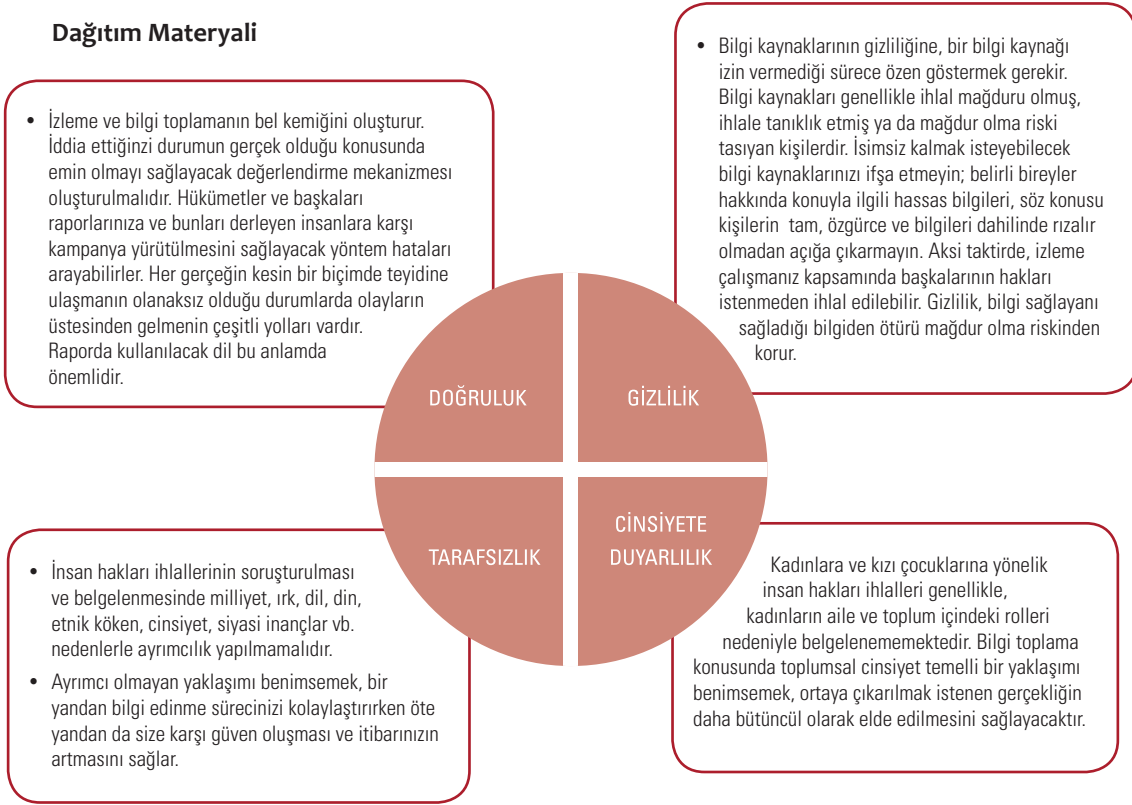 Dağıtım Materyali
• İzleme ve bilgi toplamanın bel kemiğini oluşturur.
İddia ettiğinzi durumun gerçek olduğu konusunda
emin olmayı sağlayacak değerlendirme mekanizmesı
oluşturulmalıdır. Hükümetler ve başkaları
raporlarınıza ve bunları derleyen insanlara karşı
kampanya yürütülmesini sağlayacak yöntem hataları
arayabilirler. Her gerçeğin kesin bir biçimde teyidine
ulaşmanın olanaksız olduğu durumlarda olayların
üstesinden gelmenin çeşitli yolları vardır.
Raporda kullanılacak dil bu anlamda
önemlidir.
• Bilgi kaynaklarının gizliliğine, bir bilgi kaynağı
izin vermediği sürece özen göstermek gerekir.
Bilgi kaynakları genellikle ihlal mağduru olmuş,
ihlale tanıklık etmiş ya da mağdur olma riski
tasıyan kişilerdir. İsimsiz kalmak isteyebilecek
bilgi kaynaklarınızı ifşa etmeyin; belirli bireyler
hakkında konuyla ilgili hassas bilgileri, söz konusu
kişilerin tam, özgürce ve bilgileri dahilinde rızalır
olmadan açığa çıkarmayın. Aksi taktirde, izleme
çalışmanız kapsamında başkalarının hakları
istenmeden ihlal edilebilir. Gizlilik, bilgi sağlayanı
sağladığı bilgiden ötürü mağdur olma riskinden
korur.
DOĞRULUK
GİZLİLİK
TARAFSIZLIK
CİNSİYETE
DUYARLILIK
• İnsan hakları ihlallerinin soruşturulması
ve belgelenmesinde milliyet, ırk, dil, din,
etnik köken, cinsiyet, siyasi inançlar vb.
nedenlerle ayrımcılık yapılmamalıdır.
• Ayrımcı olmayan yaklaşımı benimsemek, bir
yandan bilgi edinme sürecinizi kolaylaştırırken öte
yandan da size karşı güven oluşması ve itibarınızın
artmasını sağlar.
Kadınlara ve kızı çocuklarına yönelik
insan hakları ihlalleri genellikle,
kadınların aile ve toplum içindeki rolleri
nedeniyle belgelenememektedir. Bilgi toplama
konusunda toplumsal cinsiyet temelli bir yaklaşımı
benimsemek, ortaya çıkarılmak istenen gerçekliğin
daha bütüncül olarak elde edilmesini sağlayacaktır.